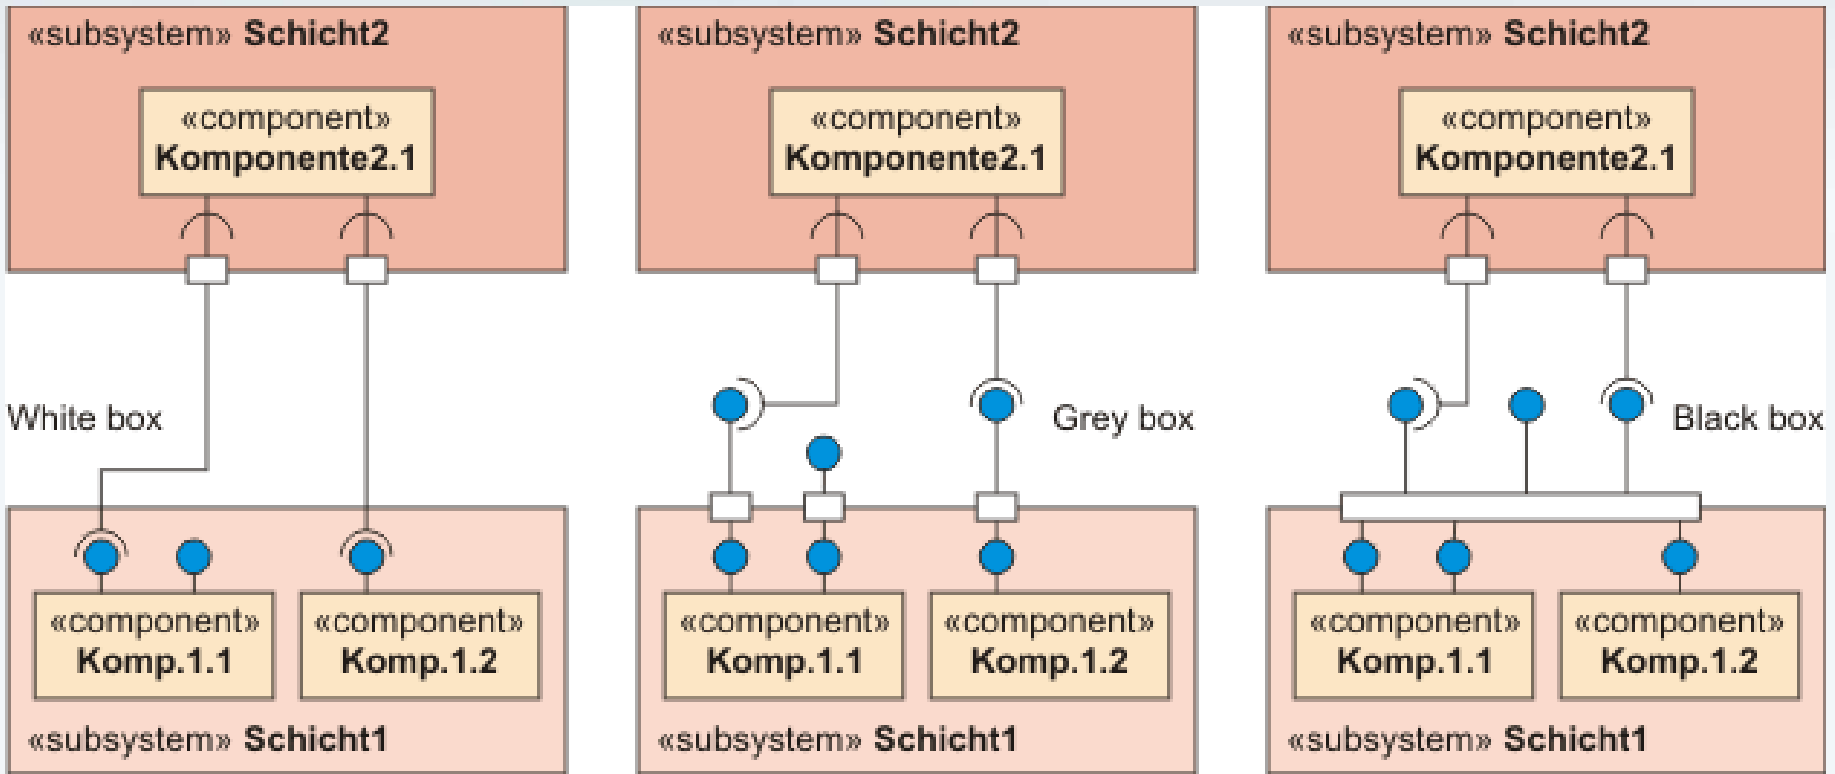 «subsystem» Schicht2
«component»
Komponente2.1
White box
«component»
Komp.1.1
«component»
Komp.1.2
«subsystem» Schicht1
«subsystem» Schicht2
«component»
Komponente2.1
Grey box
«component»
Komp.1.1
«component»
Komp.1.2
«subsystem» Schicht1
«subsystem» Schicht2
«component»
Komponente2.1
Black box
«component»
Komp.1.1
«component»
Komp.1.2
«subsystem» Schicht1